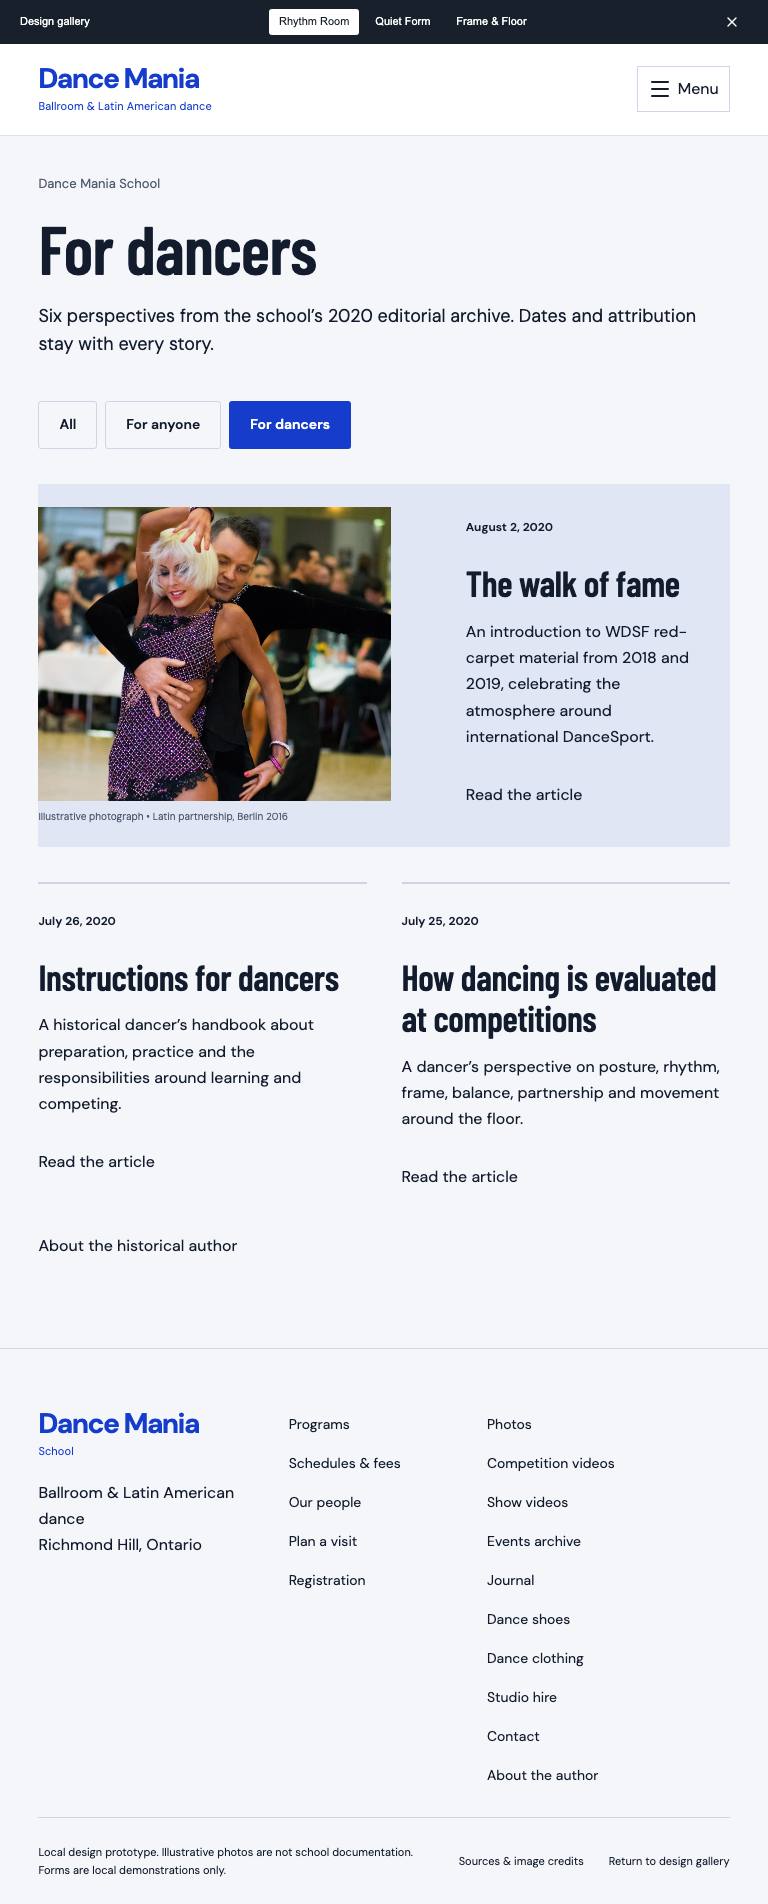 Design gallery
Rhythm Room
Quiet Form
Frame & Floor
Dance Mania
Ballroom & Latin American dance
Menu
Dance Mania School
For dancers
Six perspectives from the school’s 2020 editorial archive. Dates and attribution
stay with every story.
All
For anyone
For dancers
August 2, 2020
The walk of fame
An introduction to WDSF red-
carpet material from 2018 and
2019, celebrating the
atmosphere around
international DanceSport.
Read the article
Illustrative photograph • Latin partnership, Berlin 2016
July 26, 2020
Instructions for dancers
A historical dancer’s handbook about
preparation, practice and the
responsibilities around learning and
competing.
Read the article
July 25, 2020
How dancing is evaluated
at competitions
A dancer’s perspective on posture, rhythm,
frame, balance, partnership and movement
around the floor.
Read the article
About the historical author
Dance Mania
School
Ballroom & Latin American
dance
Richmond Hill, Ontario
Programs
Schedules & fees
Our people
Plan a visit
Registration
Photos
Competition videos
Show videos
Events archive
Journal
Dance shoes
Dance clothing
Studio hire
Contact
About the author
Local design prototype. Illustrative photos are not school documentation.
Forms are local demonstrations only.
Sources & image credits
Return to design gallery